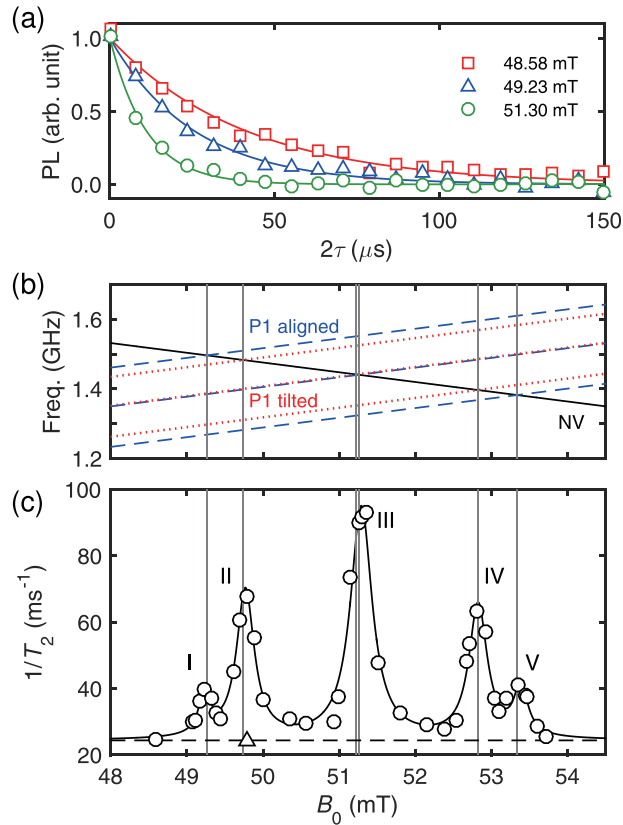 (a)
PL (arb. unit)
1.0
0.5
0.0
48.58 mT
49.23 mT
51.30 mT
0
50
100
150
2τ (μs)
(b)
Freq. (GHz)
1.6
1.4
1.2
P1 aligned
P1 tilted
NV
(c)
1/T2 (ms-1)
100
80
60
40
20
I
II
III
IV
V
48
49
50
51
52
53
54
B0 (mT)